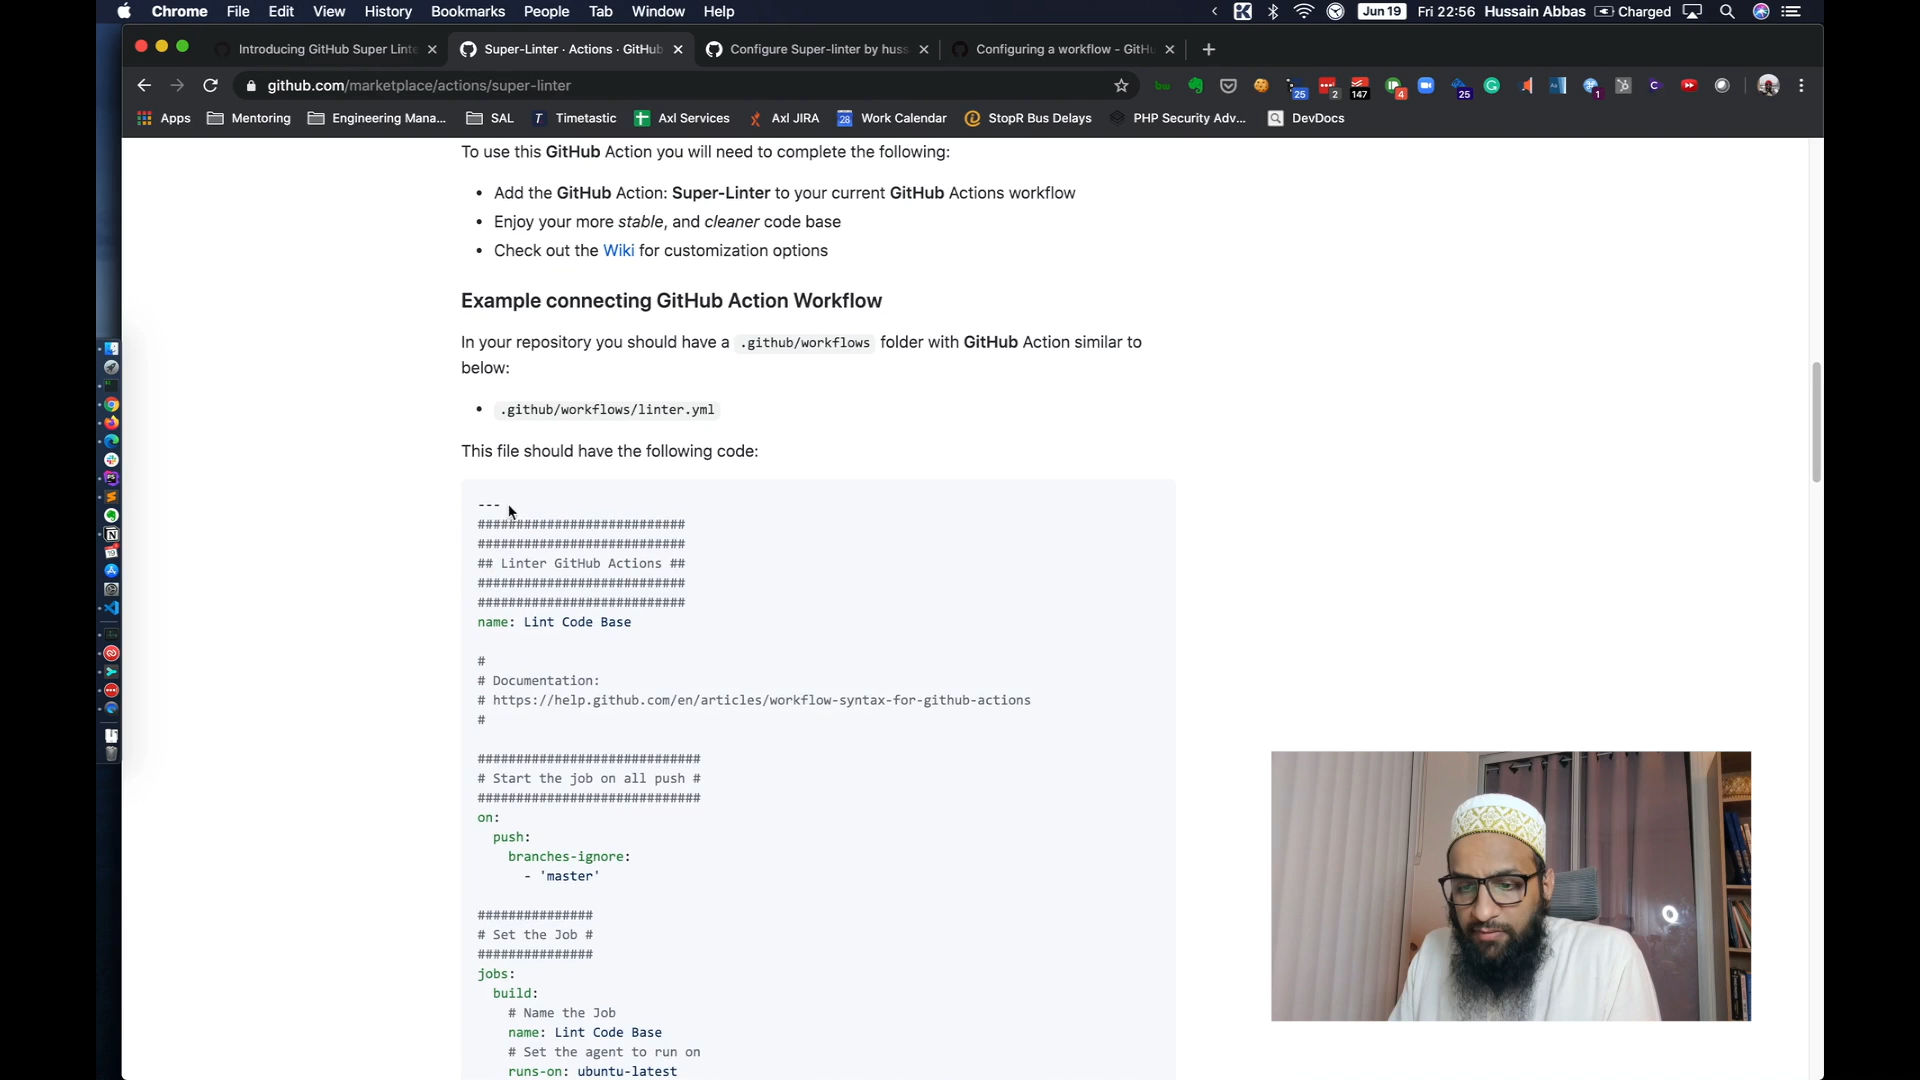 Chrome File Edit View History Bookmarks People Tab Window Help
Jun 19 Fri 22:56 Hussain Abbas Charged
Introducing GitHub Super Linte
Super-Linter · Actions · GitHub
Configure Super-linter by huss
Configuring a workflow - GitHu
github.com/marketplace/actions/super-linter
25 2 147 4 25 1
Apps Mentoring Engineering Mana... SAL Timetastic Axl Services Axl JIRA Work Calendar StopR Bus Delays PHP Security Adv... DevDocs
To use this GitHub Action you will need to complete the following:
• Add the GitHub Action: Super-Linter to your current GitHub Actions workflow
• Enjoy your more stable, and cleaner code base
• Check out the Wiki for customization options
Example connecting GitHub Action Workflow
In your repository you should have a .github/workflows folder with GitHub Action similar to
below:
• .github/workflows/linter.yml
This file should have the following code:
---
###########################
###########################
## Linter GitHub Actions ##
###########################
###########################
name: Lint Code Base
#
# Documentation:
# https://help.github.com/en/articles/workflow-syntax-for-github-actions
#
#############################
# Start the job on all push #
#############################
on:
push:
branches-ignore:
- 'master'
###############
# Set the Job #
###############
jobs:
build:
# Name the Job
name: Lint Code Base
# Set the agent to run on
runs-on: ubuntu-latest